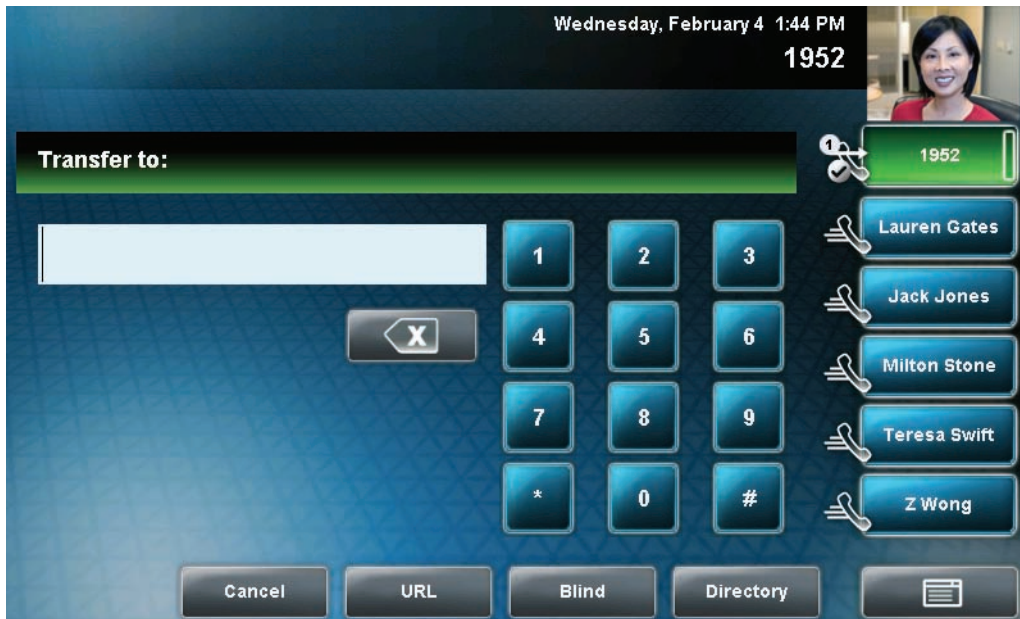 Wednesday, February 4 1:44 PM
1952
Transfer to:
1
1952
Lauren Gates
Jack Jones
Milton Stone
Teresa Swift
Z Wong
1 2 3
X
4 5 6
7 8 9
* 0 #
Cancel URL Blind Directory